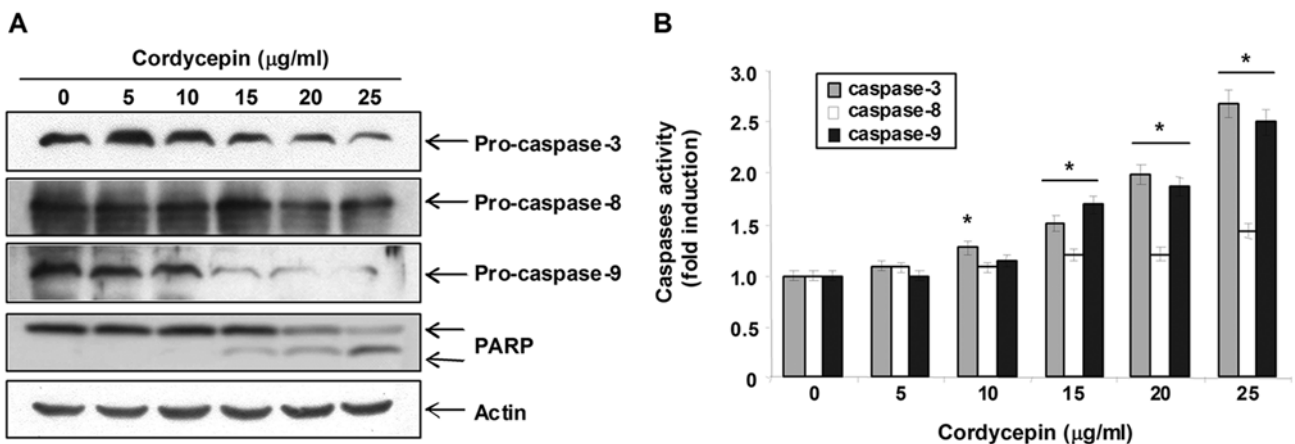 A
Cordycepin (μg/ml)
0 5 10 15 20 25
Pro-caspase-3
Pro-caspase-8
Pro-caspase-9
PARP
Actin
B
Caspases activity
(fold induction)
3.0
2.5
2.0
1.5
1.0
0.5
0
caspase-3
caspase-8
caspase-9
*
*
*
*
0 5 10 15 20 25
Cordycepin (μg/ml)